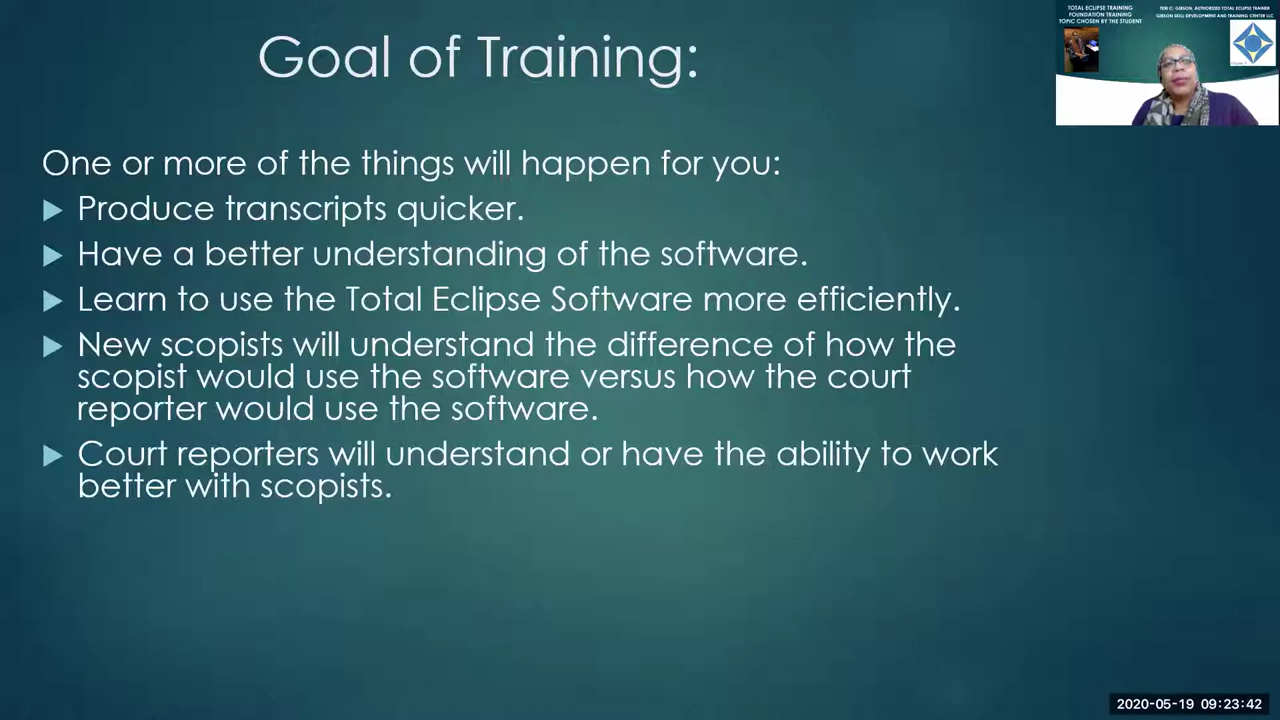 TOTAL ECLIPSE TRAINING
FOUNDATION TRAINING
TOPIC CHOSEN BY THE STUDENT
TERI C. GIBSON, AUTHORIZED TOTAL ECLIPSE TRAINER
GIBSON SKILL DEVELOPMENT AND TRAINING CENTER LLC
Goal of Training:
One or more of the things will happen for you:
Produce transcripts quicker.
Have a better understanding of the software.
Learn to use the Total Eclipse Software more efficiently.
New scopists will understand the difference of how the
scopist would use the software versus how the court
reporter would use the software.
Court reporters will understand or have the ability to work
better with scopists.
2020-05-19 09:23:42